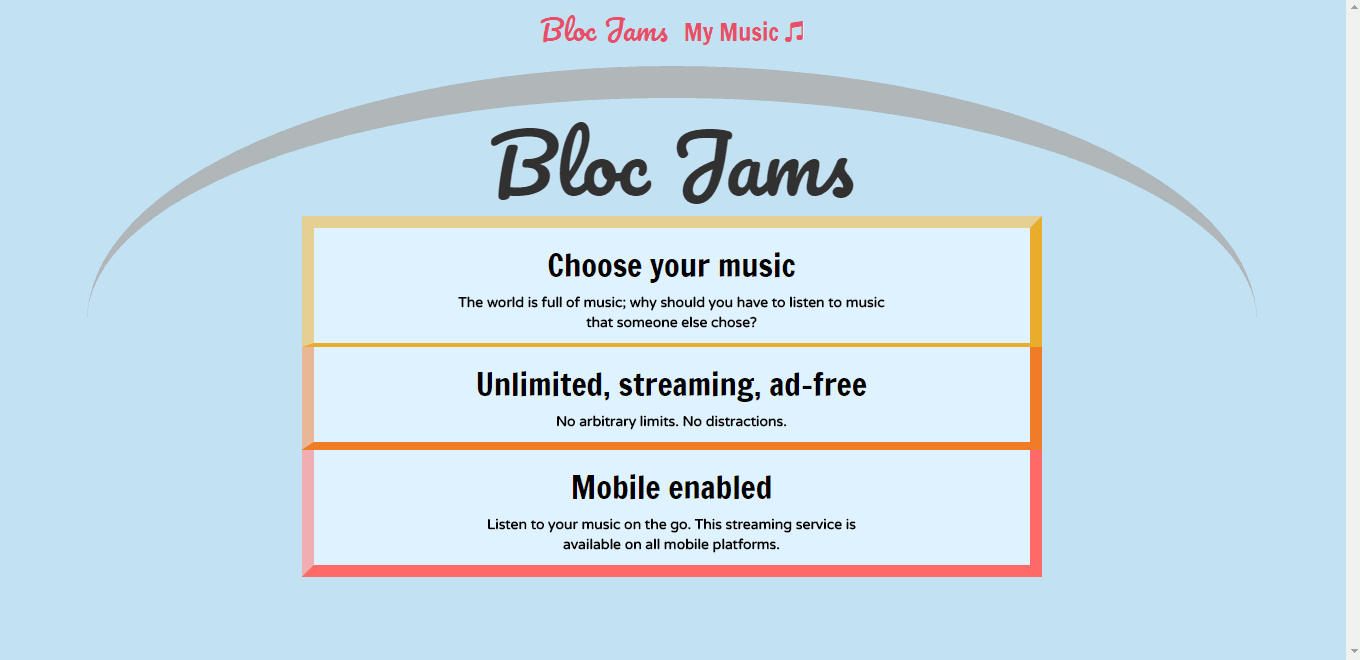 Bloc Jams My Music
Bloc Jams
Choose your music
The world is full of music; why should you have to listen to music
that someone else chose?
Unlimited, streaming, ad-free
No arbitrary limits. No distractions.
Mobile enabled
Listen to your music on the go. This streaming service is
available on all mobile platforms.